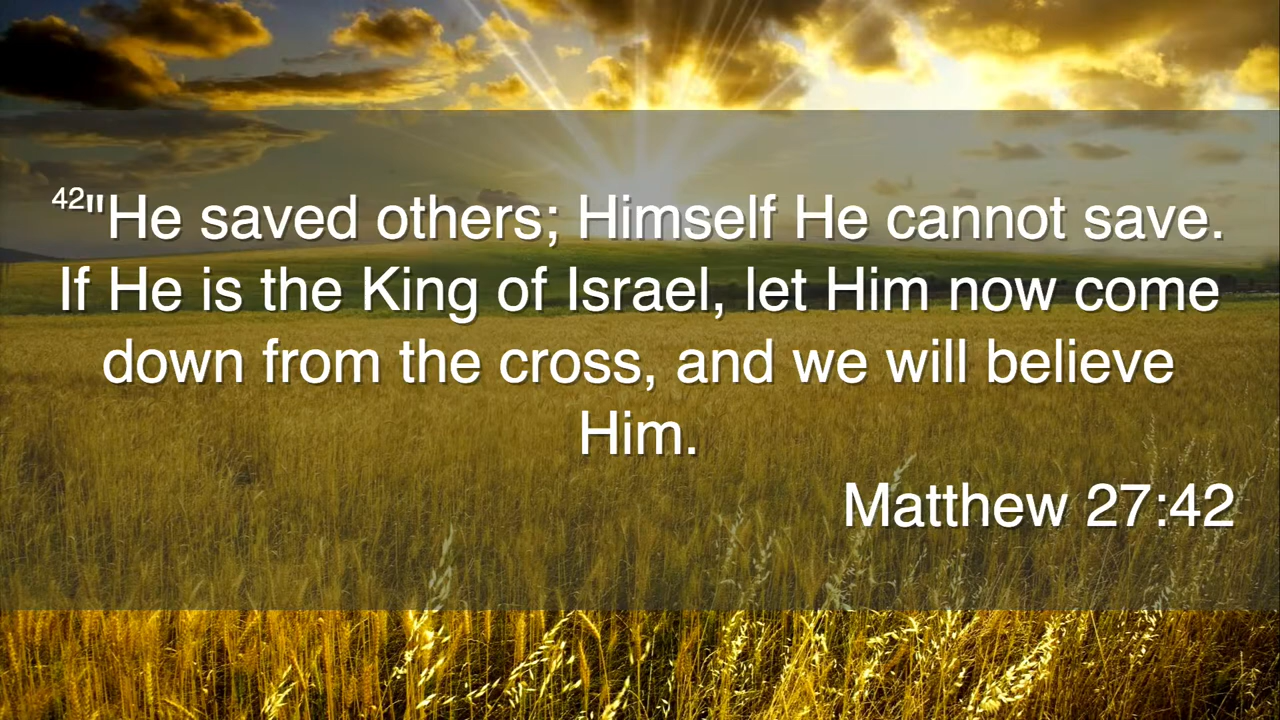 42"He saved others; Himself He cannot save.
If He is the King of Israel, let Him now come
down from the cross, and we will believe
Him.
Matthew 27:42